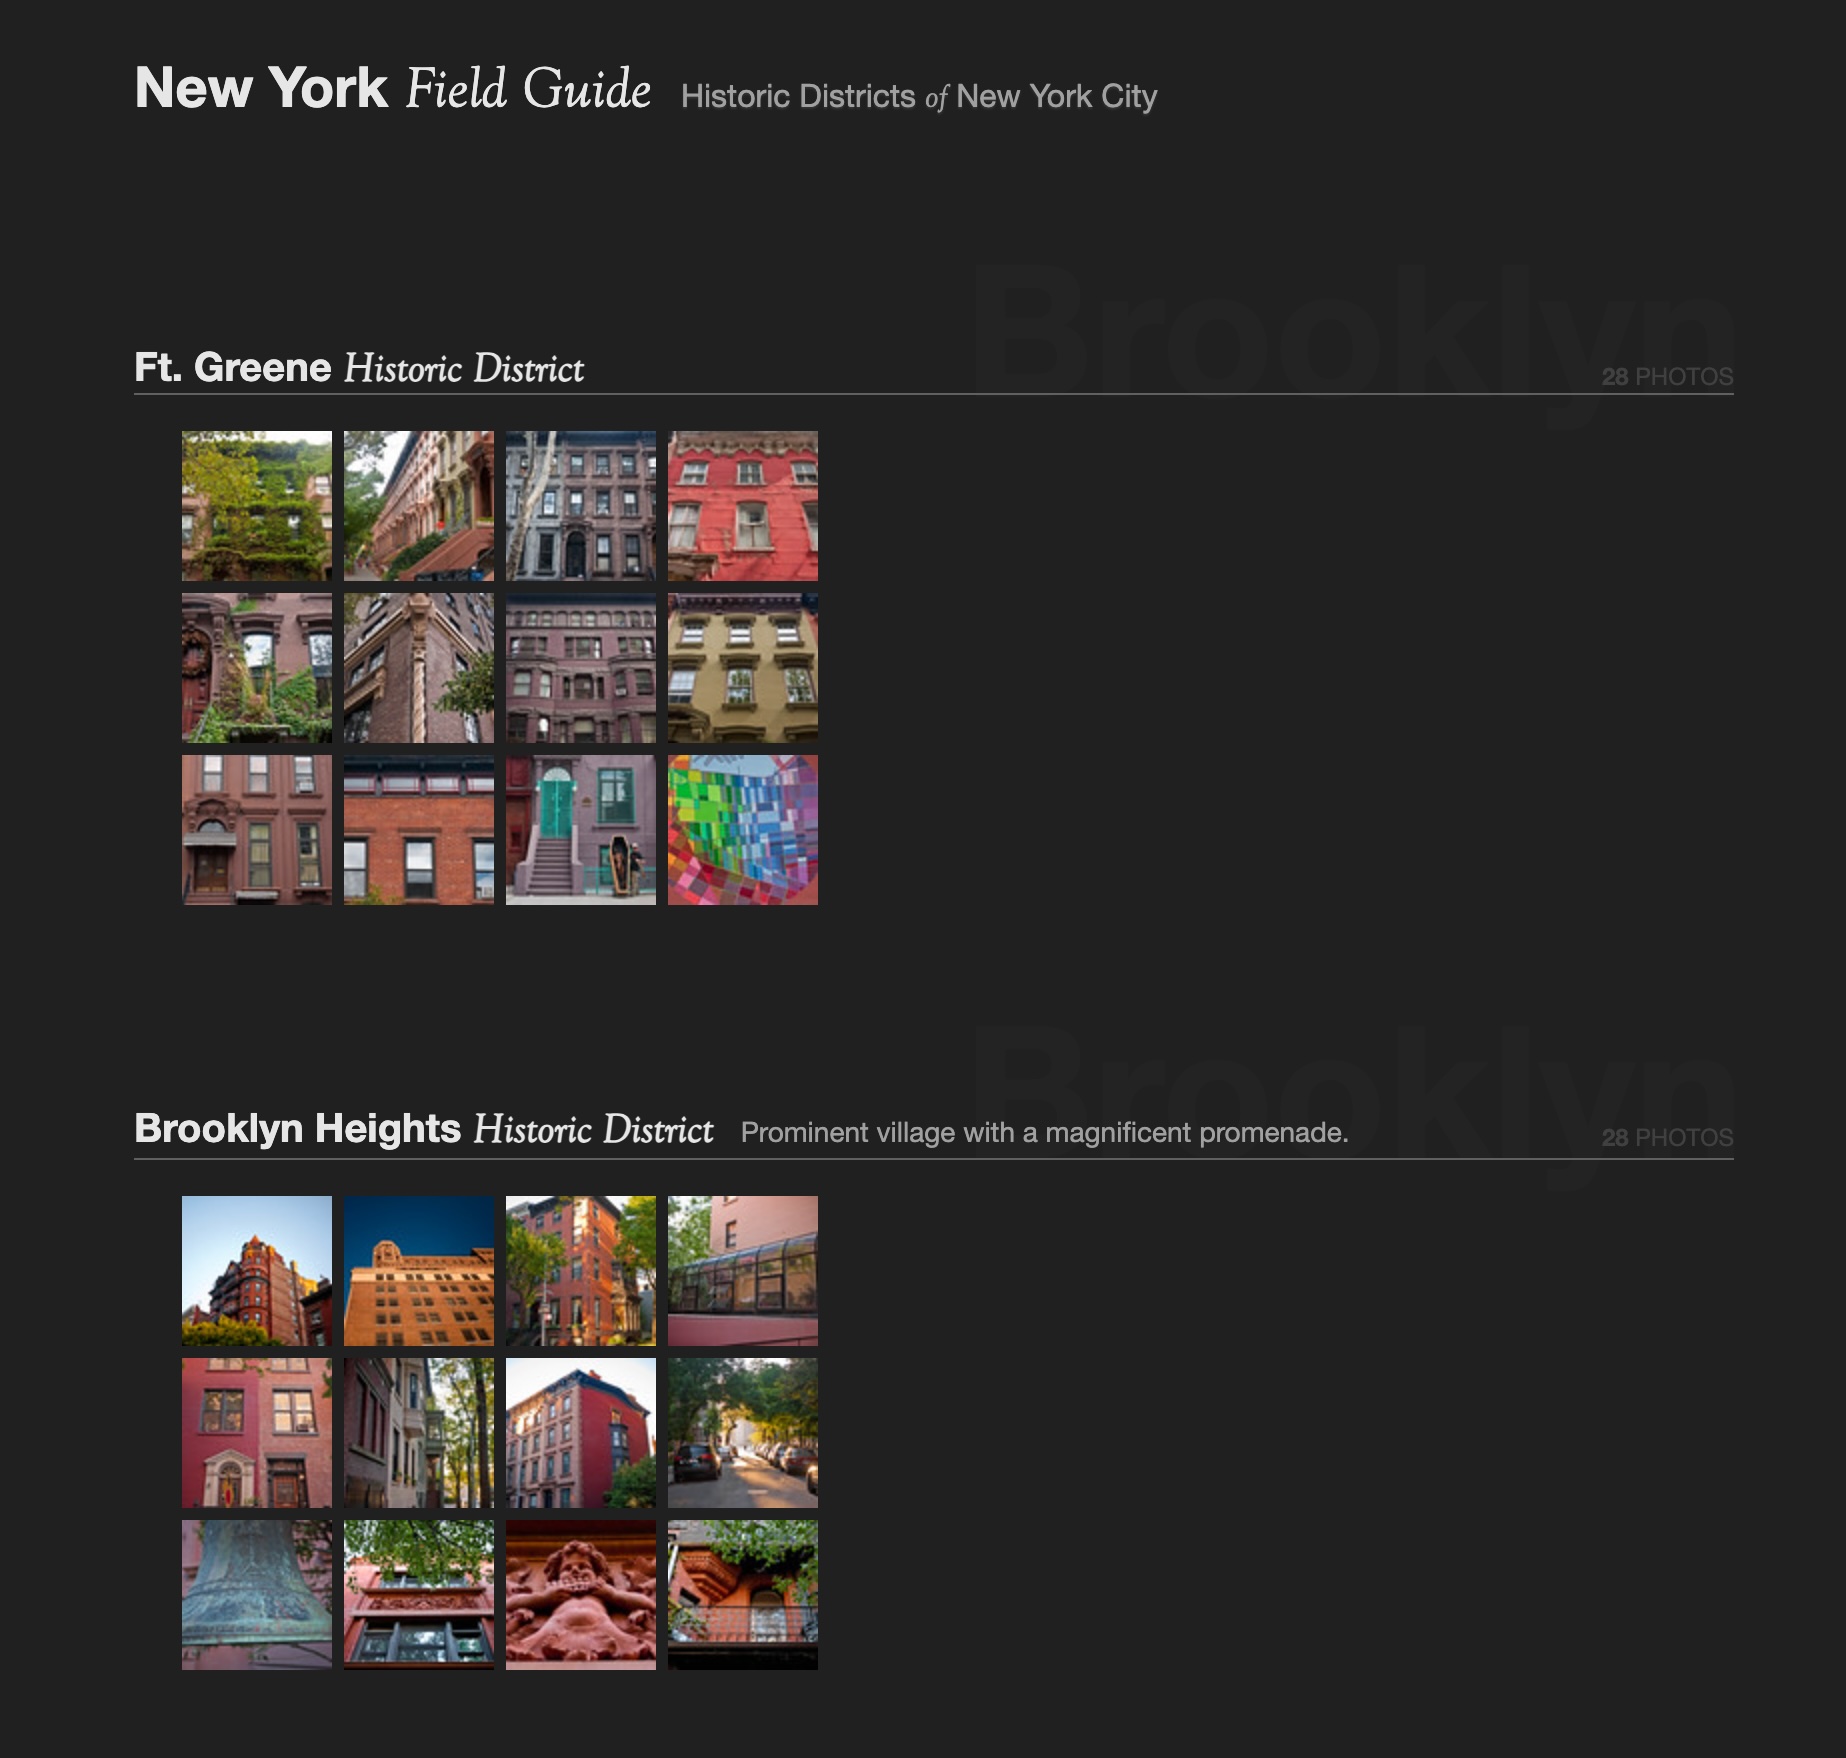 New York Field Guide Historic Districts of New York City
Brooklyn
Ft. Greene Historic District 28 PHOTOS
Brooklyn
Brooklyn Heights Historic District Prominent village with a magnificent promenade. 28 PHOTOS